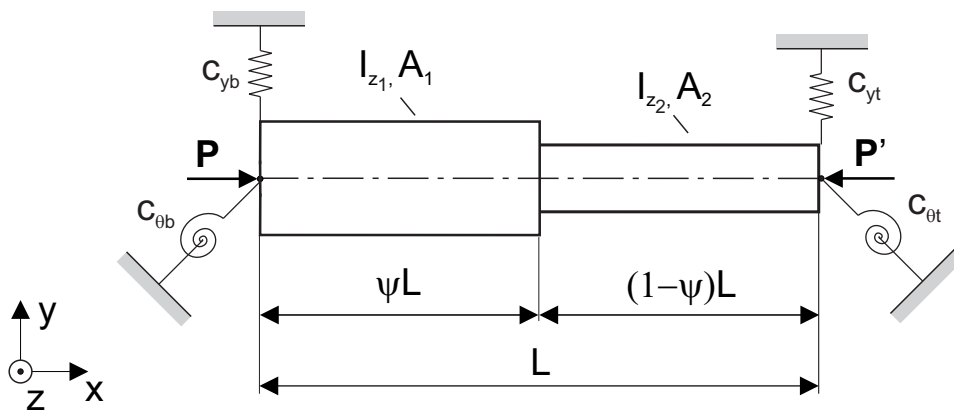 c_yb
I_z1, A_1
I_z2, A_2
c_yt
P
P’
c_θb
c_θt
ψL
(1−ψ)L
L
y
z
x